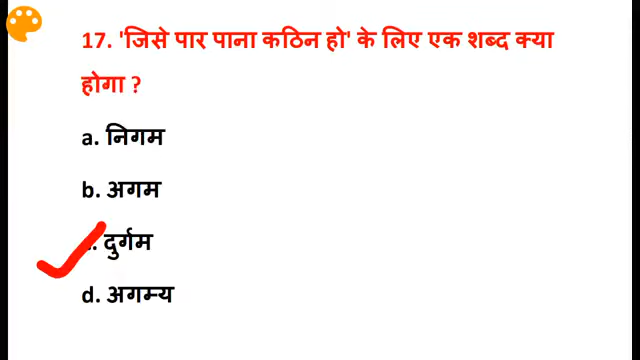 17. 'जिसे पार पाना कठिन हो' के लिए एक शब्द क्या
होगा ?
a. निगम
b. अगम
. दुर्गम
d. अगम्य